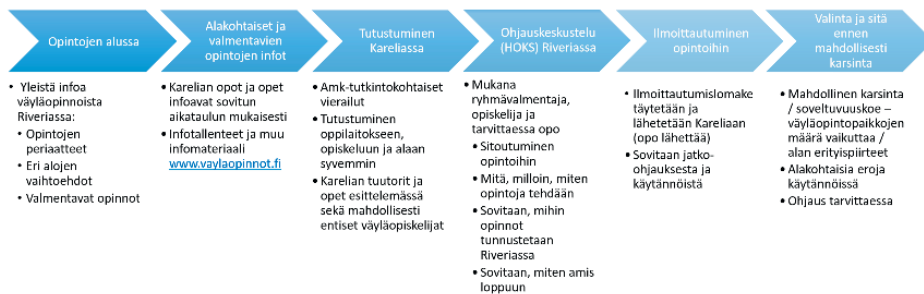 Opintojen alussa
Alakohtaiset ja
valmentavien
opintojen infot
Tutustuminen
Kareliassa
Ohjauskeskustelu
(HOKS) Riveriassa
Ilmoittautuminen
opintoihin
Valinta ja sitä
ennen
mahdollisesti
karsinta
• Yleistä infoa
väyläopinnoista
Riveriassa:
• Opintojen
periaatteet
• Eri alojen
vaihtoehdot
• Valmentavat opinnot
• Karelian opot ja opet
infoavat sovitun
aikataulun mukaisesti
• Infotallenteet ja muu
infomateriaali
www.vaylaopinnot.fi
• Amk-tutkintokohtaiset
vierailut
• Tutustuminen
oppilaitokseen,
opiskeluun ja alaan
syvemmin
• Karelian tuutorit ja
opet esittelemässä
sekä mahdollisesti
entiset väyläopiskelijat
• Mukana
ryhmävalmentaja,
opiskelija ja
tarvittaessa opo
• Sitoutuminen
opintoihin
• Mitä, milloin, miten
opintoja tehdään
• Sovitaan, mihin
opinnot
tunnustetaan
Riveriassa
• Sovitaan, miten amis
loppuun
• Ilmoittautumislomake
täytetään ja
lähetetään Kareliaan
(opo lähettää)
• Sovitaan jatko-
ohjauksesta ja
käytännöistä
• Mahdollinen karsinta
/ soveltuvuuskoe –
väyläopintopaikkojen
määrä vaikuttaa /
alan erityispiirteet
• Alakohtaisia eroja
käytännöissä
• Ohjaus tarvittaessa